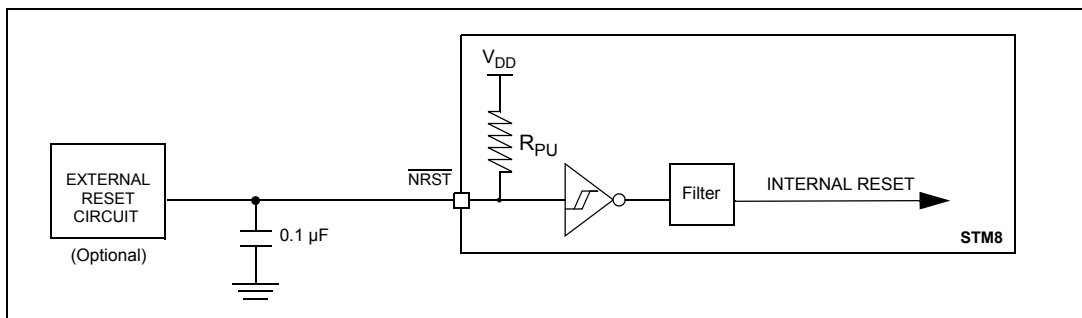 V_DD
R_PU
NRST
EXTERNAL
RESET
CIRCUIT
(Optional)
0.1 µF
Filter
INTERNAL RESET
STM8